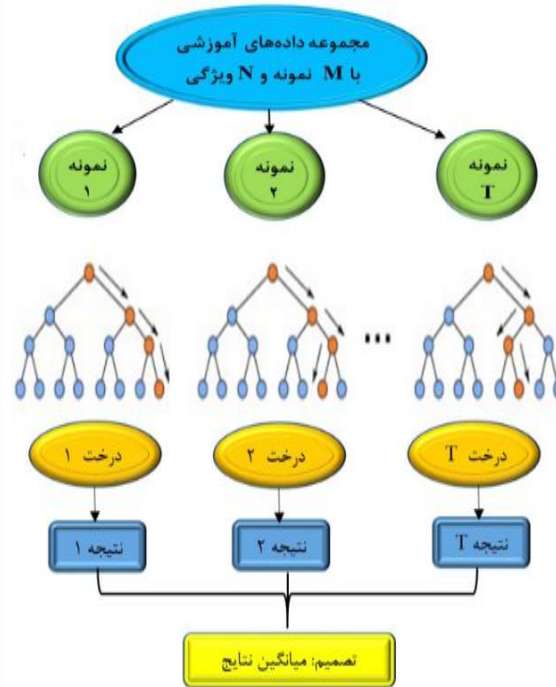 مجموعه داده‌های آموزشی
با M نمونه و N ویژگی
نمونه
۱
نمونه
۲
نمونه
T
...
درخت ۱
درخت ۲
درخت T
نتیجه ۱
نتیجه ۲
نتیجه T
تصمیم: میانگین نتایج